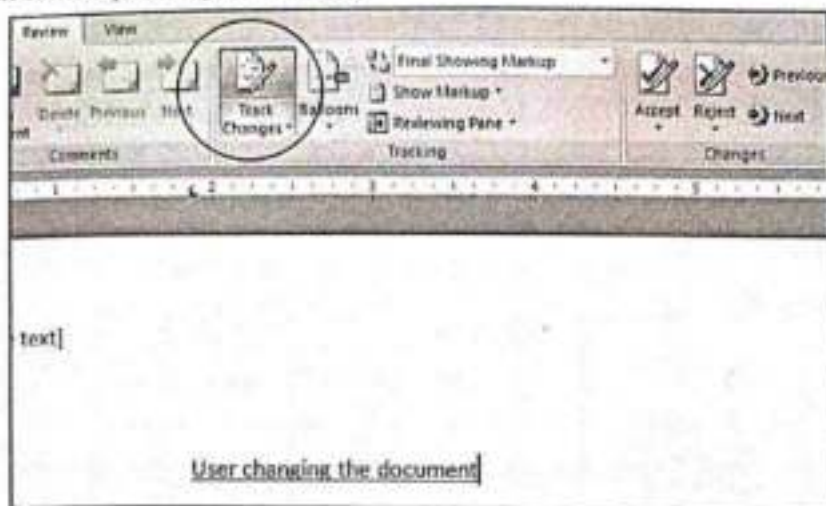 Review View
Final Showing Markup
Show Markup
Reviewing Pane
Delete Previous Next
Track Changes
Balloons
Accept Reject
Previous
Next
Comments
Tracking
Changes
1 2 3 4 5
text]
User changing the document